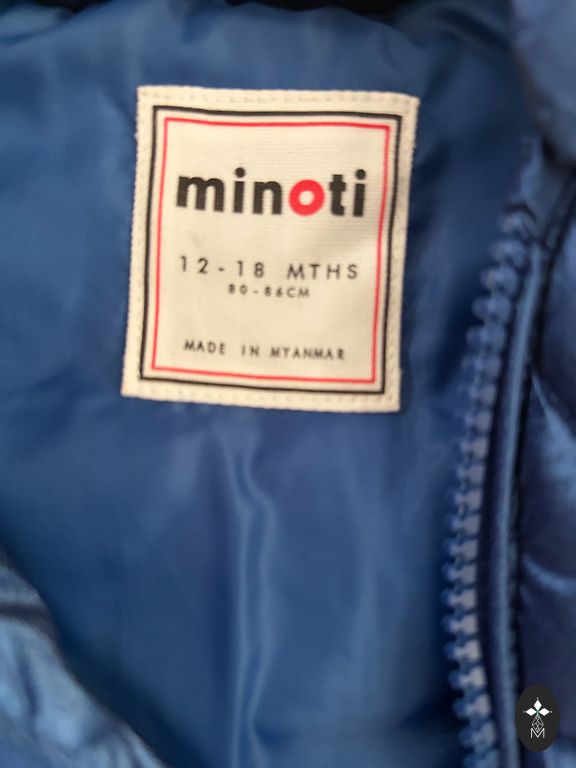 minoti
12-18 MTHS
80-86CM
MADE IN MYANMAR
M